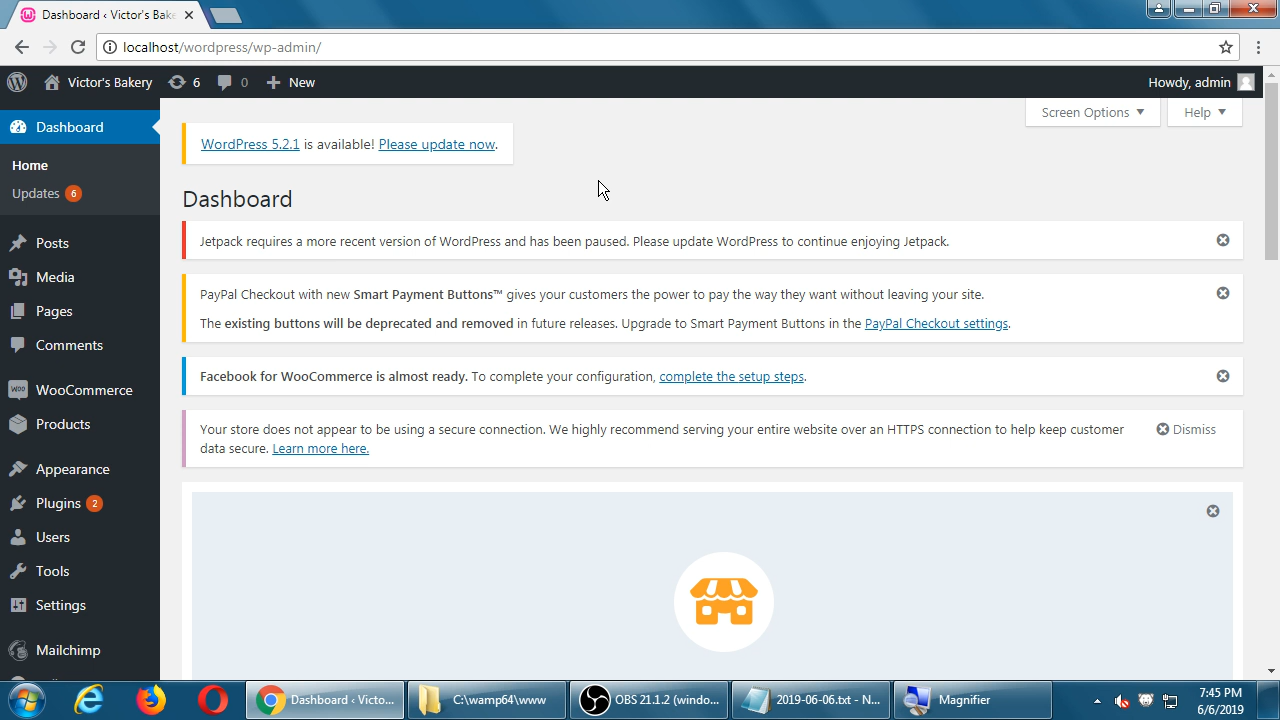 Dashboard ‹ Victor's Bake
localhost/wordpress/wp-admin/
Victor's Bakery
6
0
New
Howdy, admin
Dashboard
Home
Updates 6
Posts
Media
Pages
Comments
WooCommerce
Products
Appearance
Plugins 2
Users
Tools
Settings
Mailchimp
Screen Options
Help
WordPress 5.2.1 is available! Please update now.
Dashboard
Jetpack requires a more recent version of WordPress and has been paused. Please update WordPress to continue enjoying Jetpack.
PayPal Checkout with new Smart Payment Buttons™ gives your customers the power to pay the way they want without leaving your site.
The existing buttons will be deprecated and removed in future releases. Upgrade to Smart Payment Buttons in the PayPal Checkout settings.
Facebook for WooCommerce is almost ready. To complete your configuration, complete the setup steps.
Your store does not appear to be using a secure connection. We highly recommend serving your entire website over an HTTPS connection to help keep customer
data secure. Learn more here.
Dismiss
Dashboard ‹ Victo...
C:\wamp64\www
OBS 21.1.2 (windo...
2019-06-06.txt - N...
Magnifier
7:45 PM
6/6/2019